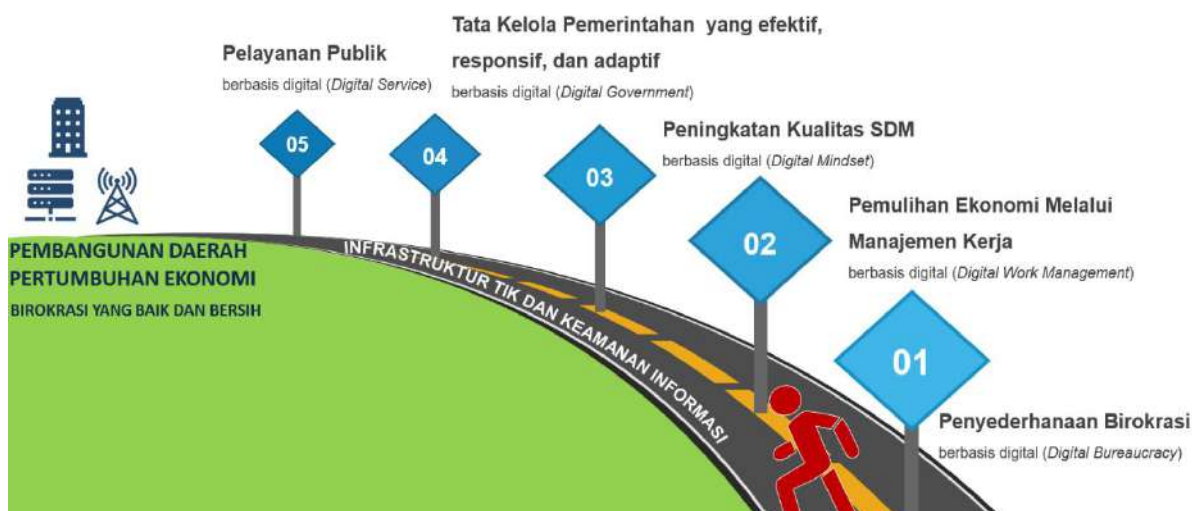 Tata Kelola Pemerintahan yang efektif,
responsif, dan adaptif
berbasis digital (Digital Government)
Pelayanan Publik
berbasis digital (Digital Service)
05
04
03
Peningkatan Kualitas SDM
berbasis digital (Digital Mindset)
02
Pemulihan Ekonomi Melalui
Manajemen Kerja
berbasis digital (Digital Work Management)
01
Penyederhanaan Birokrasi
berbasis digital (Digital Bureaucracy)
PEMBANGUNAN DAERAH
PERTUMBUHAN EKONOMI
BIROKRASI YANG BAIK DAN BERSIH
INFRASTRUKTUR TIK DAN KEAMANAN INFORMASI